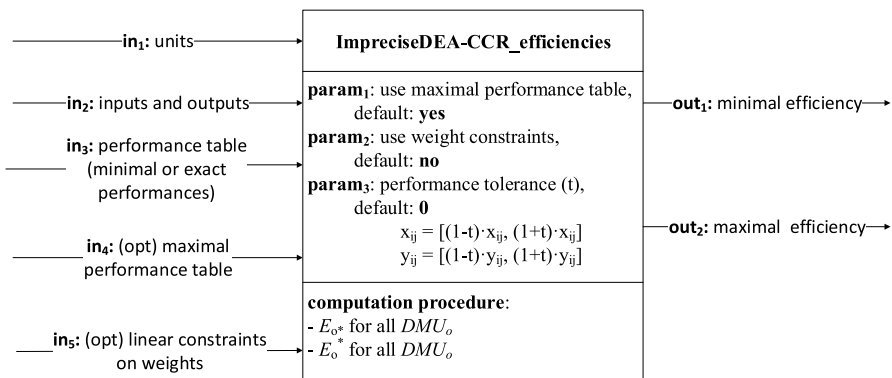 in₁: units
in₂: inputs and outputs
in₃: performance table
(minimal or exact
performances)
in₄: (opt) maximal
performance table
in₅: (opt) linear constraints
on weights
ImpreciseDEA-CCR_efficiencies
param₁: use maximal performance table,
default: yes
param₂: use weight constraints,
default: no
param₃: performance tolerance (t),
default: 0
xᵢⱼ = [(1-t)·xᵢⱼ, (1+t)·xᵢⱼ]
yᵢⱼ = [(1-t)·yᵢⱼ, (1+t)·yᵢⱼ]
computation procedure:
- Eₒ* for all DMUₒ
- Eₒ* for all DMUₒ
out₁: minimal efficiency
out₂: maximal efficiency